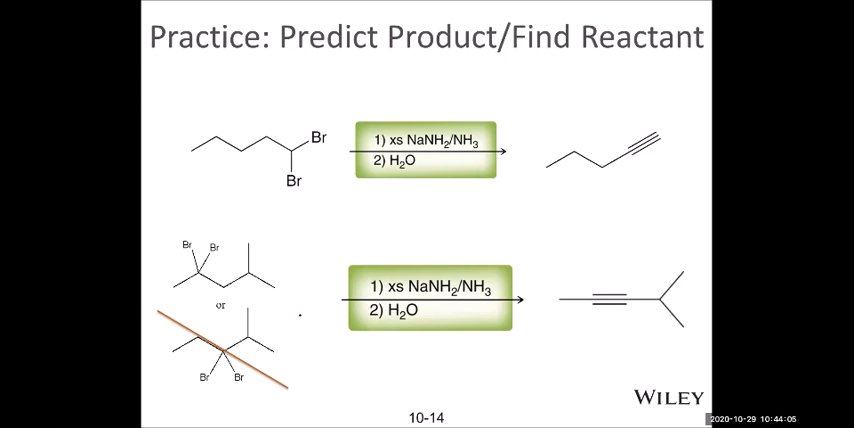 Practice: Predict Product/Find Reactant
Br
Br
1) xs NaNH₂/NH₃
2) H₂O
Br
Br
or
Br
Br
1) xs NaNH₂/NH₃
2) H₂O
WILEY
10-14
2020-10-29 10:44:05